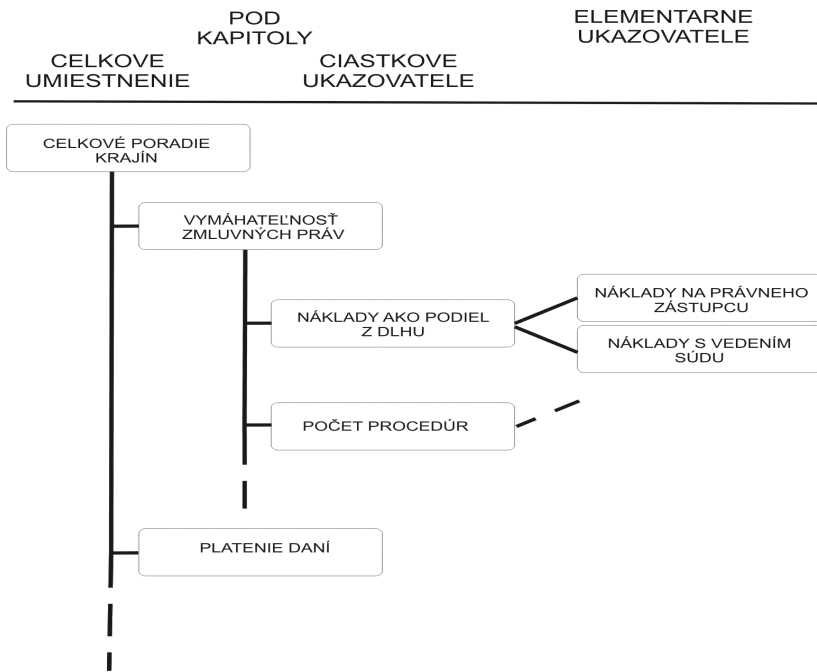 POD
KAPITOLY
ELEMENTARNE
UKAZOVATELE
CELKOVE
UMIESTNENIE
CIASTKOVE
UKAZOVATELE
CELKOVÉ PORADIE
KRAJÍN
VYMÁHATEĽNOSŤ
ZMLUVNÝCH PRÁV
NÁKLADY AKO PODIEL
Z DLHU
NÁKLADY NA PRÁVNEHO
ZÁSTUPCU
NÁKLADY S VEDENÍM
SÚDU
POČET PROCEDÚR
PLATENIE DANÍ